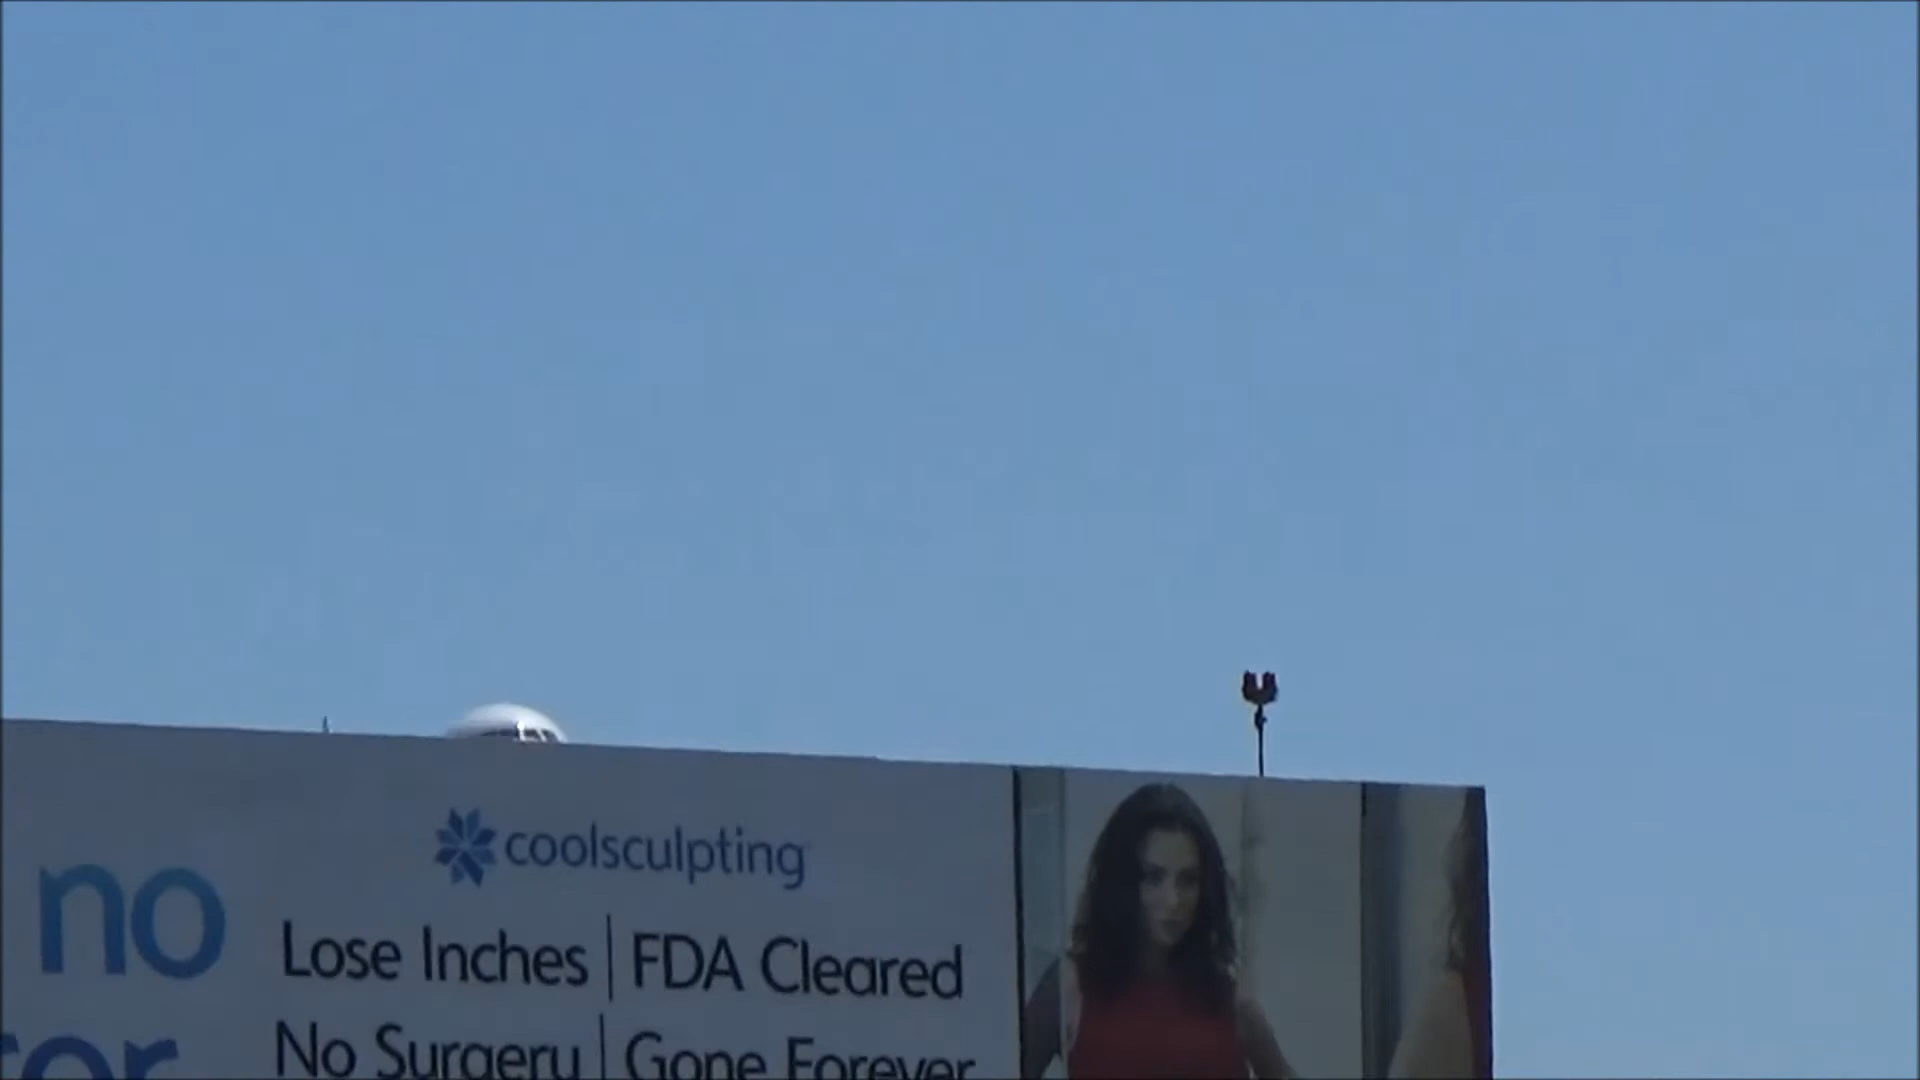 no
coolsculpting
Lose Inches | FDA Cleared
No Surgery | Gone Forever